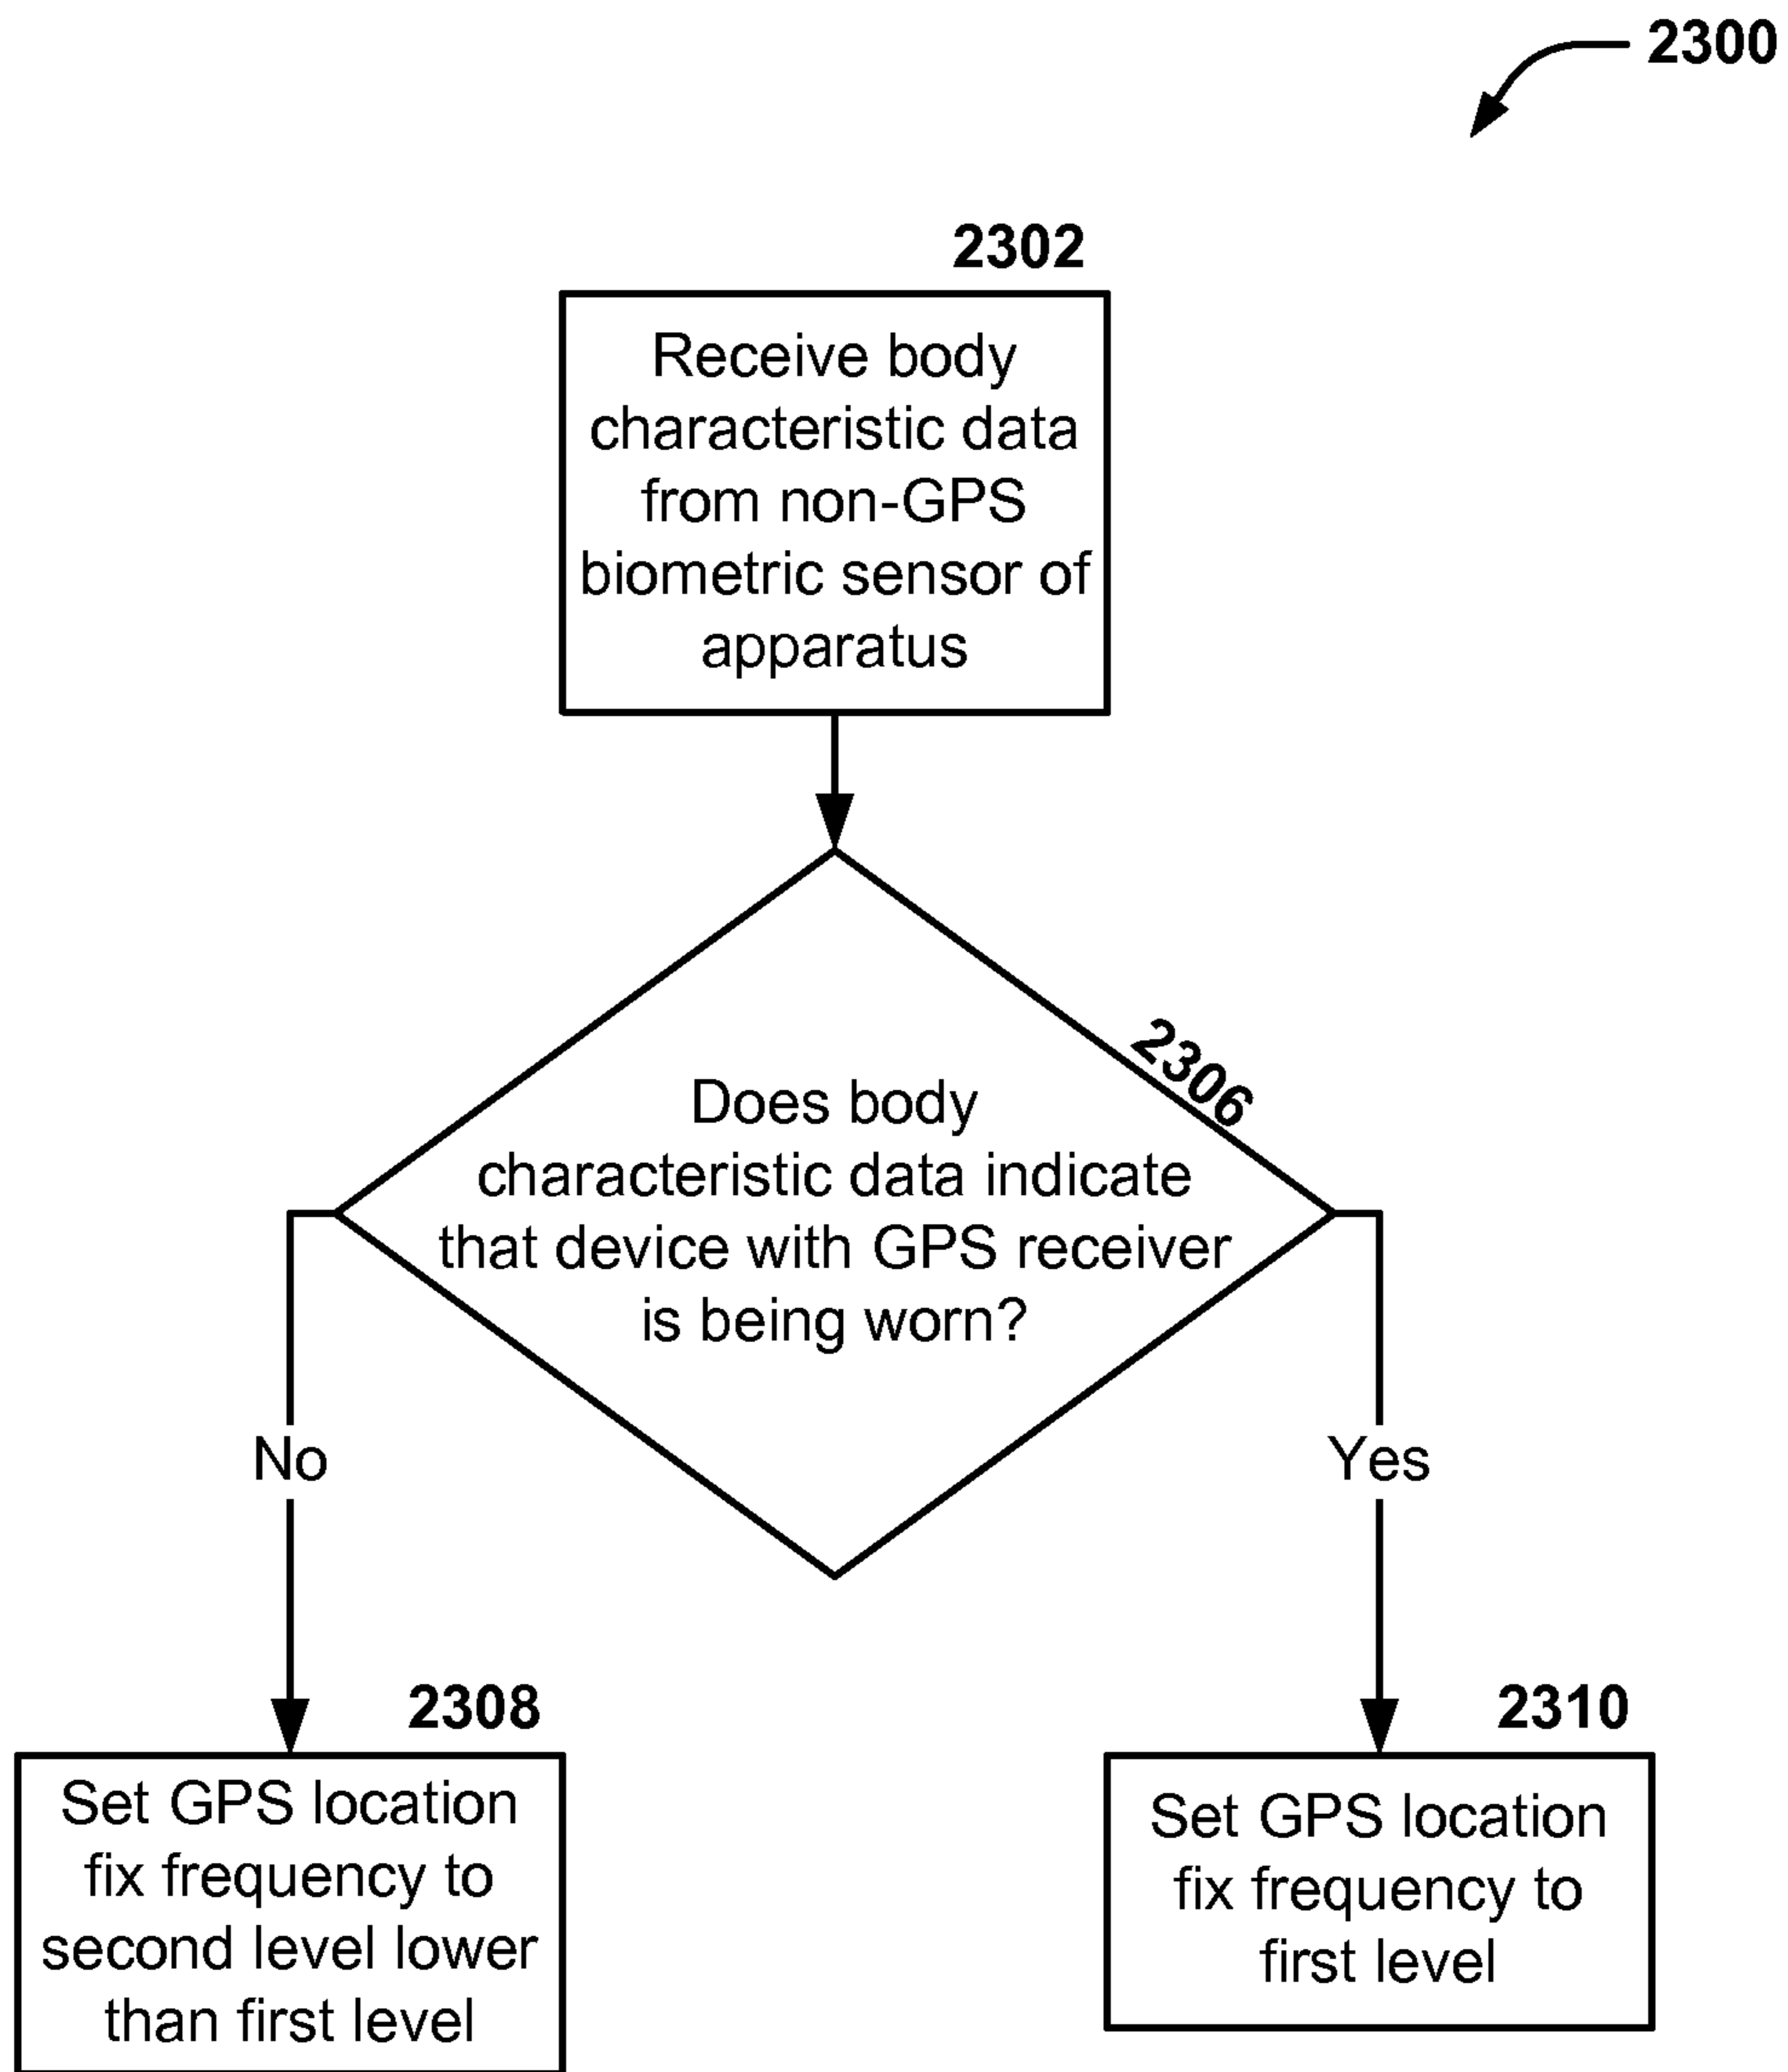 2300
2302
Receive body
characteristic data
from non-GPS
biometric sensor of
apparatus
2306
Does body
characteristic data indicate
that device with GPS receiver
is being worn?
No
Yes
2308
Set GPS location
fix frequency to
second level lower
than first level
2310
Set GPS location
fix frequency to
first level